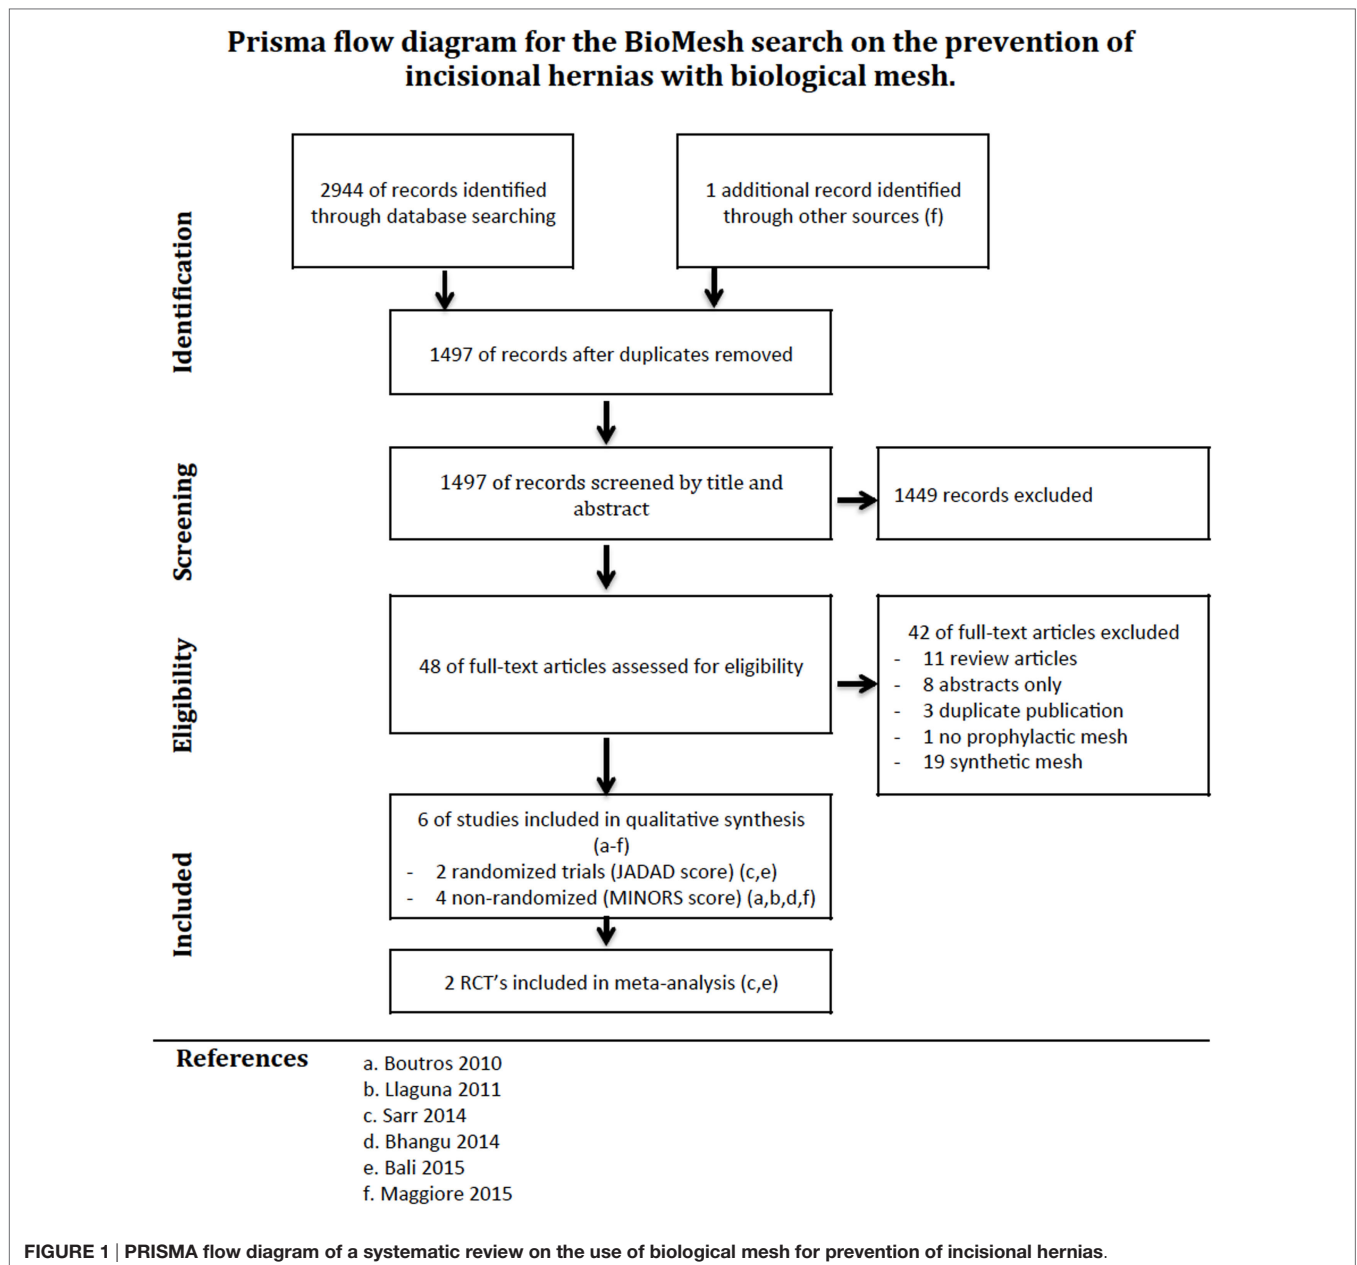 Prisma flow diagram for the BioMesh search on the prevention of
incisional hernias with biological mesh.
Identification
2944 of records identified
through database searching
1 additional record identified
through other sources (f)
1497 of records after duplicates removed
Screening
1497 of records screened by title and
abstract
1449 records excluded
Eligibility
48 of full-text articles assessed for eligibility
42 of full-text articles excluded
- 11 review articles
- 8 abstracts only
- 3 duplicate publication
- 1 no prophylactic mesh
- 19 synthetic mesh
Included
6 of studies included in qualitative synthesis
(a-f)
- 2 randomized trials (JADAD score) (c,e)
- 4 non-randomized (MINORS score) (a,b,d,f)
2 RCT's included in meta-analysis (c,e)
References
a. Boutros 2010
b. Llaguna 2011
c. Sarr 2014
d. Bhangu 2014
e. Bali 2015
f. Maggiore 2015
FIGURE 1 | PRISMA flow diagram of a systematic review on the use of biological mesh for prevention of incisional hernias.